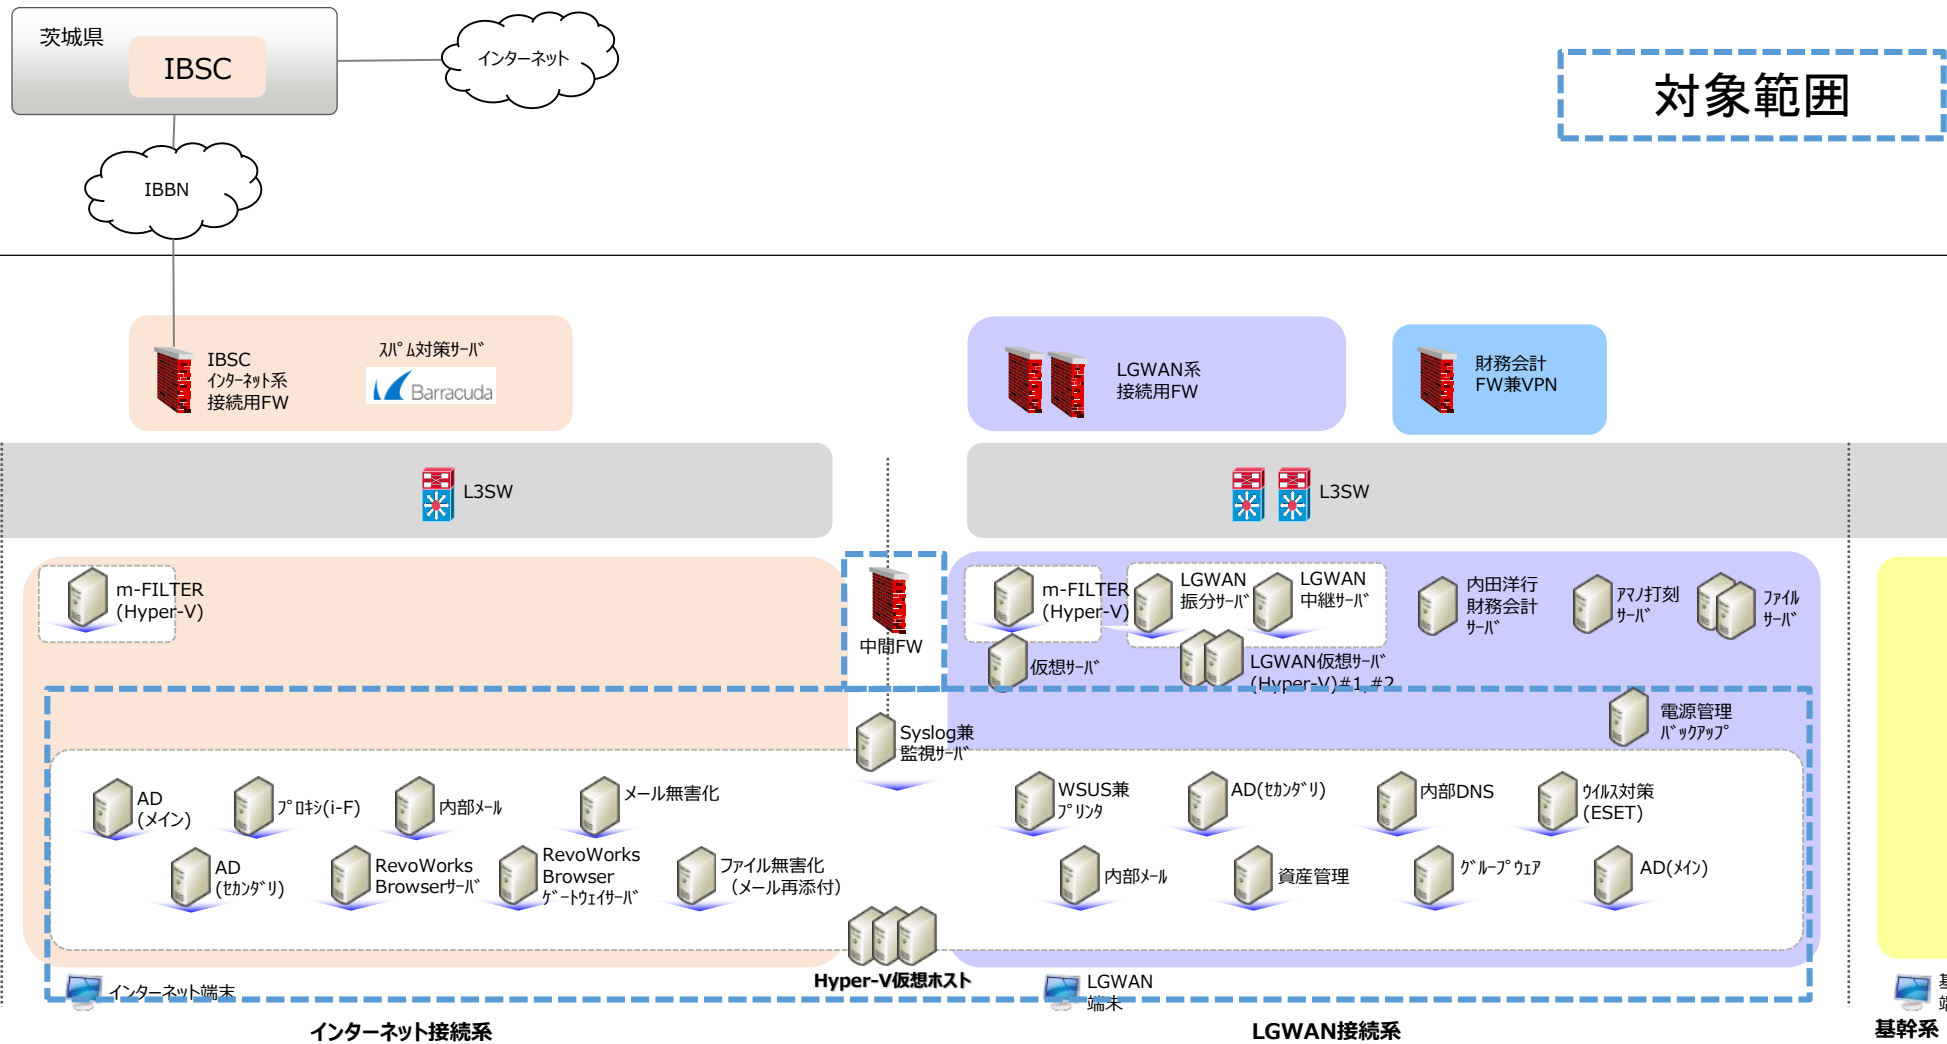 茨城県
IBSC
インターネット
対象範囲
IBBN
IBSC
ｲﾝﾀｰﾈｯﾄ系
接続用FW
ｽﾊﾟﾑ対策ｻｰﾊﾞ
Barracuda
LGWAN系
接続用FW
財務会計
FW兼VPN
L3SW
L3SW
m-FILTER
(Hyper-V)
中間FW
m-FILTER
(Hyper-V)
LGWAN
振分ｻｰﾊﾞ
LGWAN
中継ｻｰﾊﾞ
内田洋行
財務会計
ｻｰﾊﾞ
ｱﾏﾉ打刻
ｻｰﾊﾞ
ﾌｧｲﾙ
ｻｰﾊﾞ
仮想ｻｰﾊﾞ
LGWAN仮想ｻｰﾊﾞ
(Hyper-V)#1,#2
Syslog兼
監視ｻｰﾊﾞ
電源管理
ﾊﾞｯｸｱｯﾌﾟ
AD
(メイン)
ﾌﾟﾛｷｼ(i-F)
内部ﾒｰﾙ
メール無害化
WSUS兼
ﾌﾟﾘﾝﾀ
AD(ｾｶﾝﾀﾞﾘ)
内部DNS
ｳｲﾙｽ対策
(ESET)
AD
(ｾｶﾝﾀﾞﾘ)
RevoWorks
Browserｻｰﾊﾞ
RevoWorks
Browser
ｹﾞｰﾄｳｪｲｻｰﾊﾞ
ファイル無害化
（メール再添付）
内部ﾒｰﾙ
資産管理
ｸﾞﾙｰﾌﾟｳｪｱ
AD(ﾒｲﾝ)
Hyper-V仮想ホスト
インターネット端末
LGWAN
端末
インターネット接続系
LGWAN接続系
基幹系